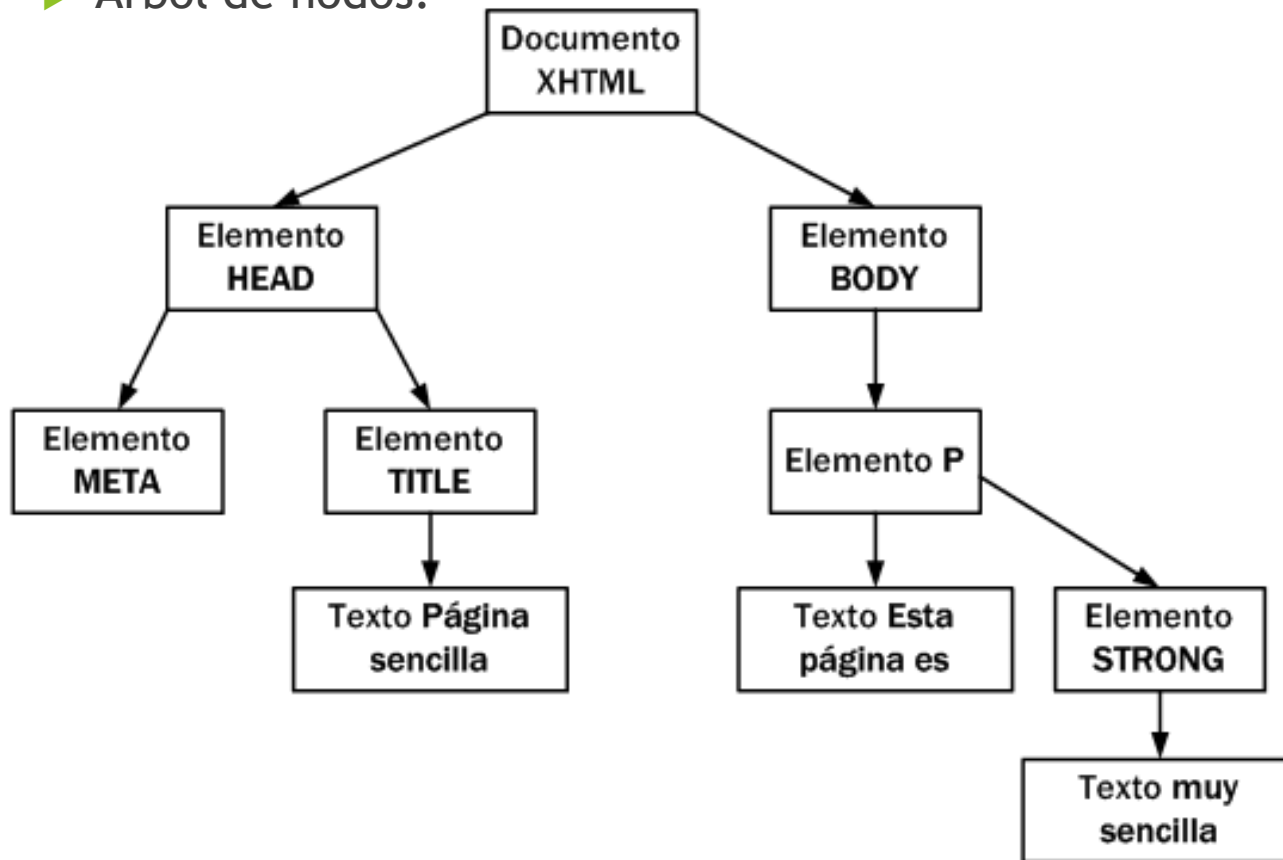 Árbol de nodos:
Documento
XHTML
Elemento
HEAD
Elemento
BODY
Elemento
META
Elemento
TITLE
Elemento P
Texto Página
sencilla
Texto Esta
página es
Elemento
STRONG
Texto muy
sencilla